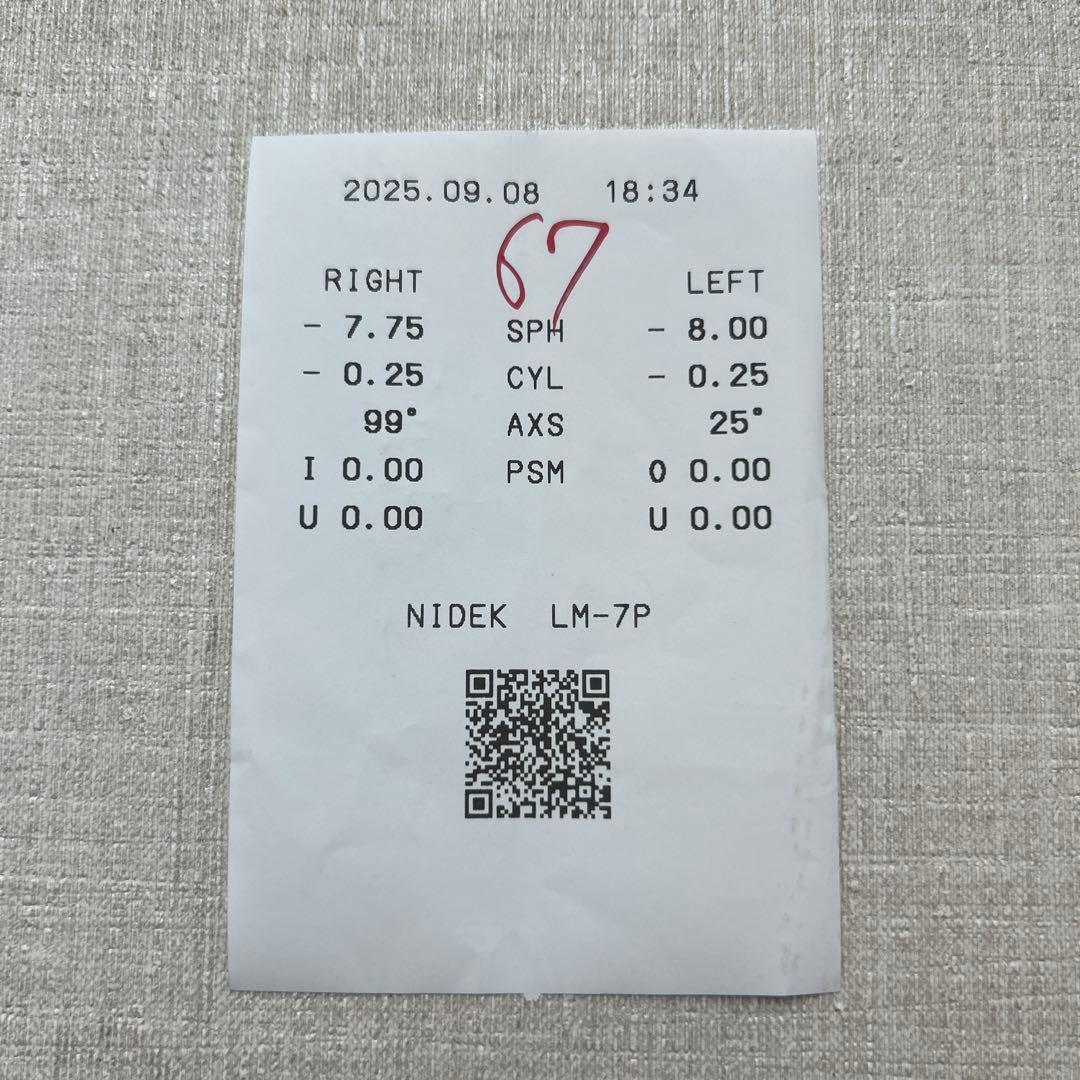 2025.09.08 18:34
67
RIGHT LEFT
- 7.75 SPH - 8.00
- 0.25 CYL - 0.25
99° AXS 25°
I 0.00 PSM O 0.00
U 0.00 U 0.00
NIDEK LM-7P